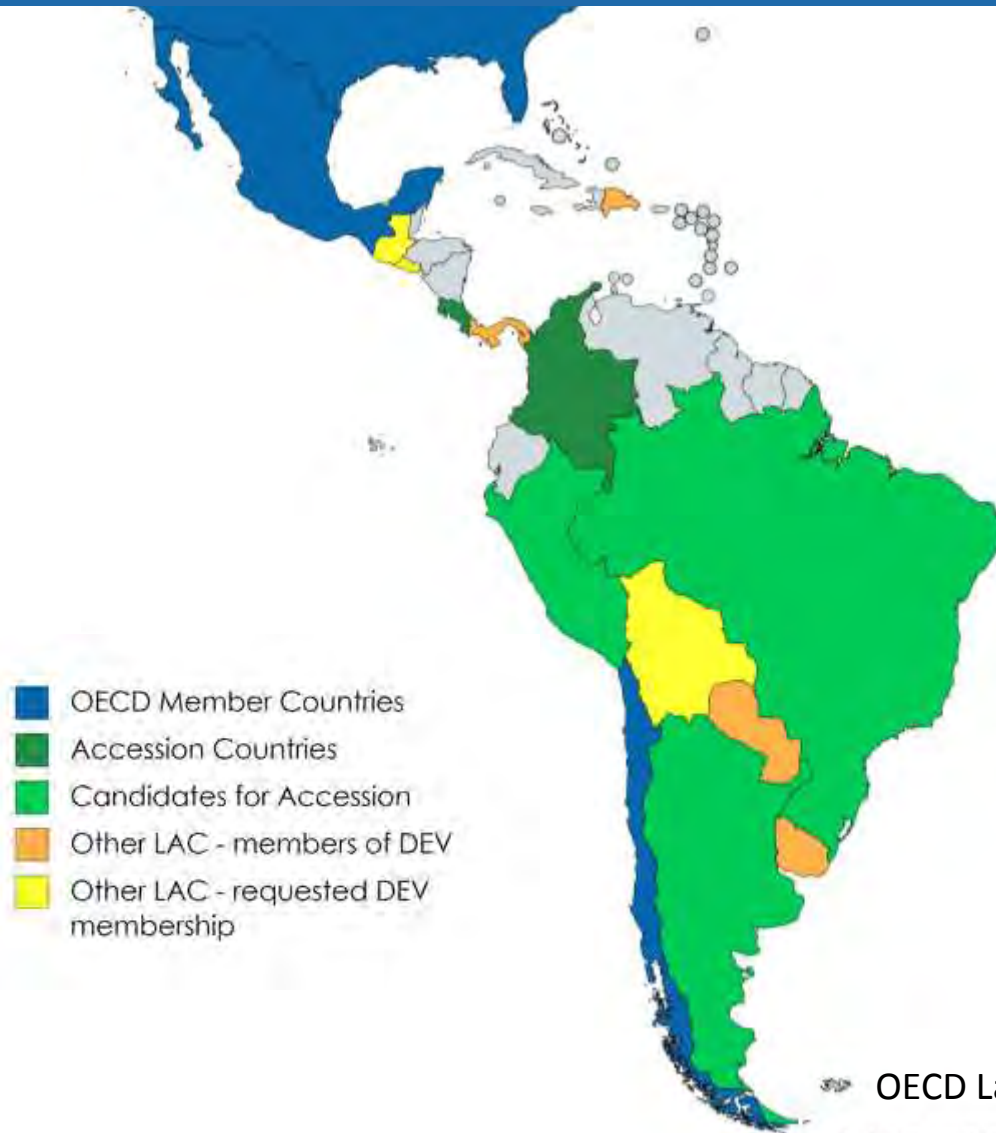 OECD Member Countries
Accession Countries
Candidates for Accession
Other LAC - members of DEV
Other LAC - requested DEV
membership
OECD La